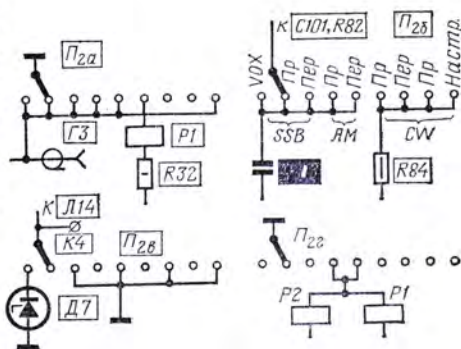 П2а
Г3
Р1
R32
к С101, R82
П2б
VOX
Пр
Пер
Пр
Пер
Пр
Пер
Пр
Настр.
SSB
АМ
CW
R84
К Л14
К4
П2в
Д7
П2г
Р2
Р1